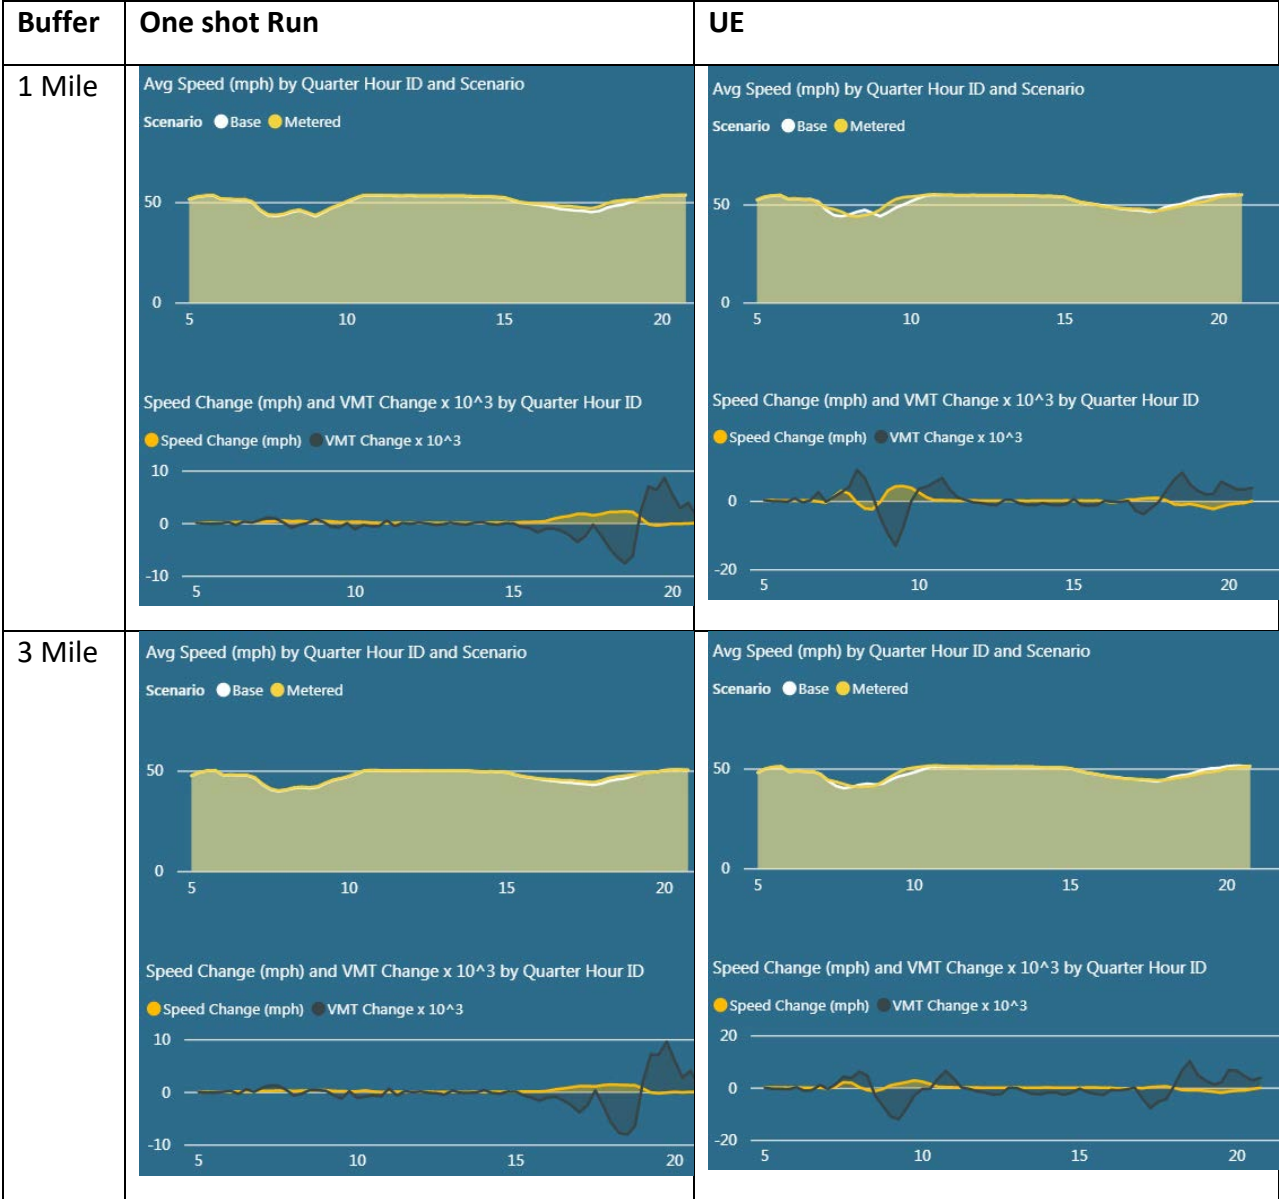 Buffer One shot Run UE
1 Mile
Avg Speed (mph) by Quarter Hour ID and Scenario
Scenario Base Metered
50
0
5 10 15 20
Speed Change (mph) and VMT Change x 10^3 by Quarter Hour ID
Speed Change (mph) VMT Change x 10^3
10
0
-10
5 10 15 20
Avg Speed (mph) by Quarter Hour ID and Scenario
Scenario Base Metered
50
0
5 10 15 20
Speed Change (mph) and VMT Change x 10^3 by Quarter Hour ID
Speed Change (mph) VMT Change x 10^3
0
-20
5 10 15 20
3 Mile
Avg Speed (mph) by Quarter Hour ID and Scenario
Scenario Base Metered
50
0
5 10 15 20
Speed Change (mph) and VMT Change x 10^3 by Quarter Hour ID
Speed Change (mph) VMT Change x 10^3
10
0
-10
5 10 15 20
Avg Speed (mph) by Quarter Hour ID and Scenario
Scenario Base Metered
50
0
5 10 15 20
Speed Change (mph) and VMT Change x 10^3 by Quarter Hour ID
Speed Change (mph) VMT Change x 10^3
20
0
-20
5 10 15 20